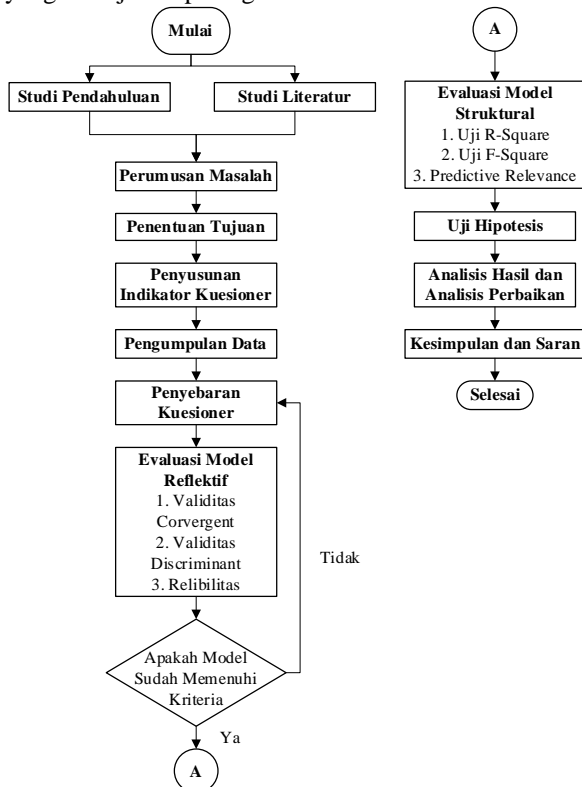 Mulai
Studi Pendahuluan
Studi Literatur
Perumusan Masalah
Penentuan Tujuan
Penyusunan
Indikator Kuesioner
Pengumpulan Data
Penyebaran
Kuesioner
Evaluasi Model
Reflektif
1. Validitas
Corvergent
2. Validitas
Discriminant
3. Relibilitas
Tidak
Apakah Model
Sudah Memenuhi
Kriteria
Ya
A
A
Evaluasi Model
Struktural
1. Uji R-Square
2. Uji F-Square
3. Predictive Relevance
Uji Hipotesis
Analisis Hasil dan
Analisis Perbaikan
Kesimpulan dan Saran
Selesai